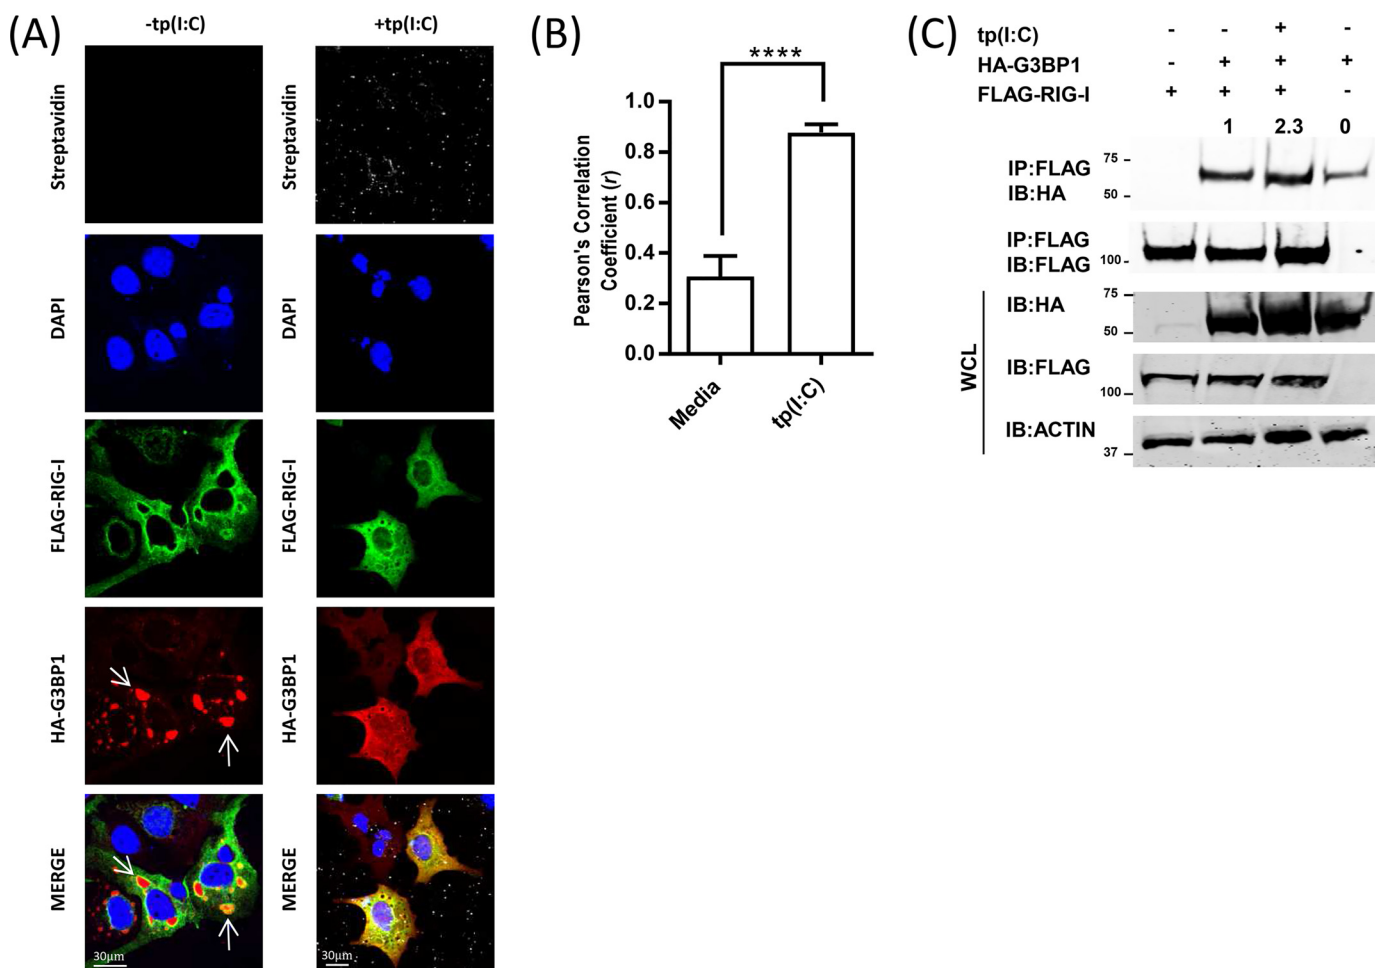 (A)
-tp(I:C)
+tp(I:C)
Streptavidin
Streptavidin
DAPI
DAPI
FLAG-RIG-I
FLAG-RIG-I
HA-G3BP1
HA-G3BP1
MERGE
MERGE
30μm
30μm
(B)
****
Pearson's Correlation
Coefficient (r)
1.0
0.8
0.6
0.4
0.2
0.0
Media
tp(I:C)
(C)
tp(I:C) - - + -
HA-G3BP1 - + + +
FLAG-RIG-I + + + -
1 2.3 0
IP:FLAG
IB:HA
75
50
IP:FLAG
IB:FLAG
100
WCL
IB:HA
75
50
IB:FLAG
100
IB:ACTIN
37